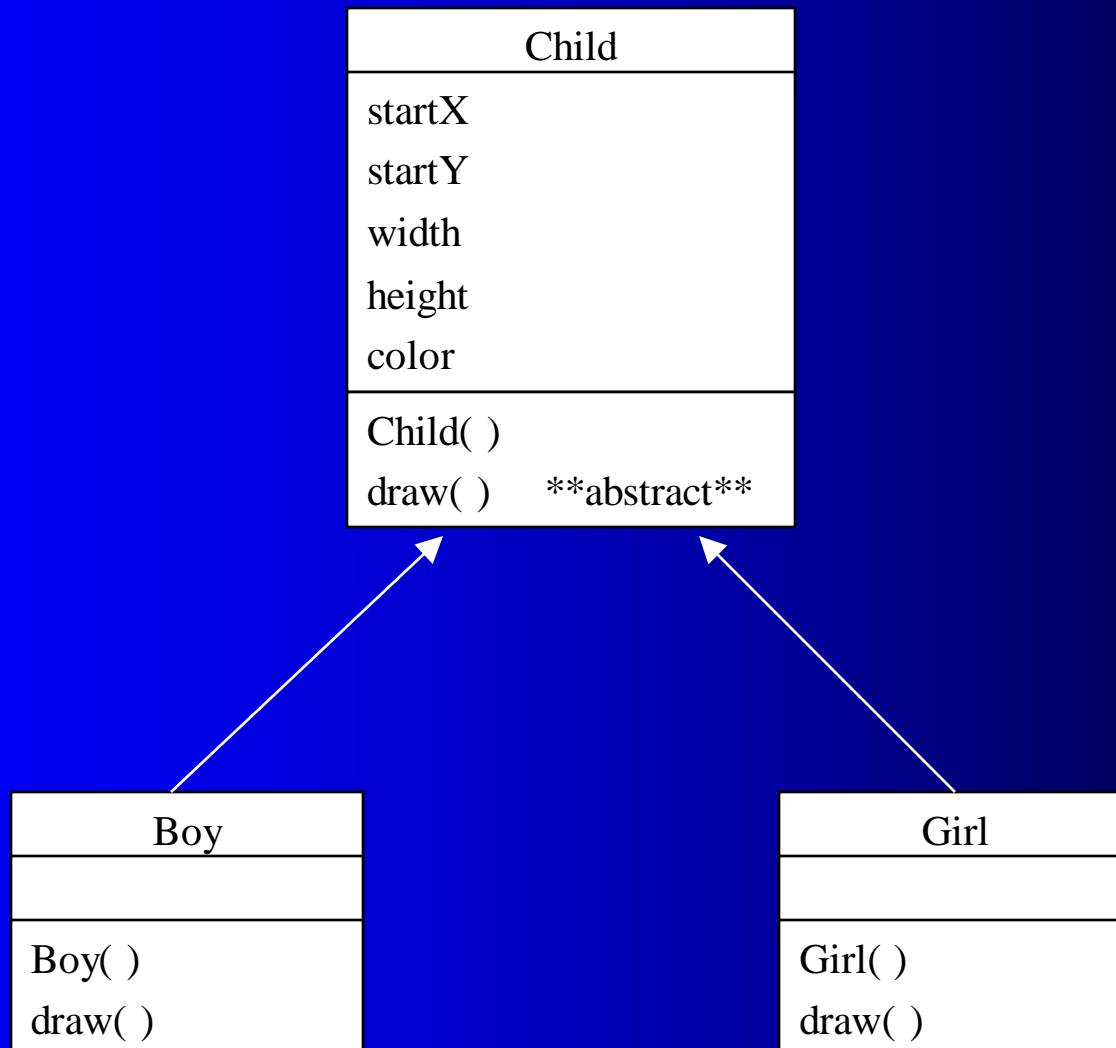 Child
startX
startY
width
height
color
Child( )
draw( ) **abstract**
Boy
Boy( )
draw( )
Girl
Girl( )
draw( )